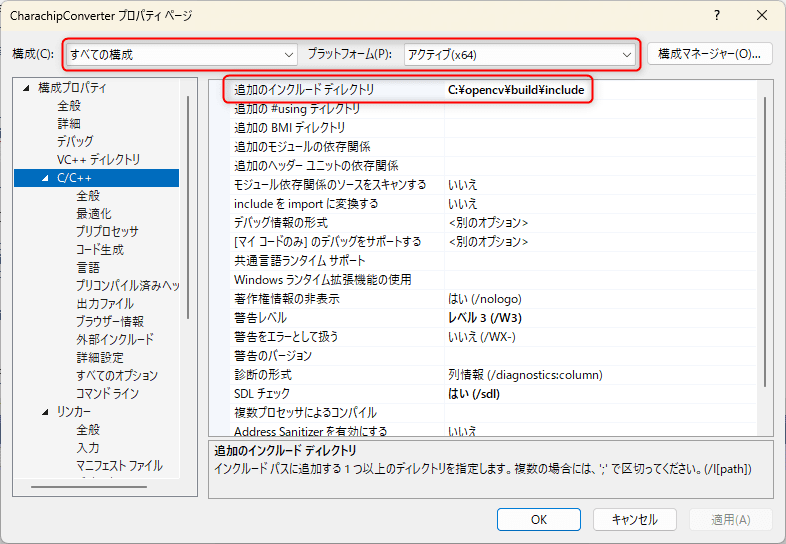 CharachipConverter プロパティ ページ
構成(C): すべての構成 プラットフォーム(P): アクティブ(x64) 構成マネージャー(O)...
構成プロパティ
全般
詳細
デバッグ
VC++ ディレクトリ
C/C++
全般
最適化
プリプロセッサ
コード生成
言語
プリコンパイル済みヘッ
出力ファイル
ブラウザー情報
外部インクルード
詳細設定
すべてのオプション
コマンド ライン
リンカー
全般
入力
マニフェスト ファイル
追加のインクルード ディレクトリ C:¥opencv¥build¥include
追加の #using ディレクトリ
追加の BMI ディレクトリ
追加のモジュールの依存関係
追加のヘッダー ユニットの依存関係
モジュール依存関係のソースをスキャンする いいえ
include を import に変換する いいえ
デバッグ情報の形式 <別のオプション>
[マイ コードのみ] のデバッグをサポートする <別のオプション>
共通言語ランタイム サポート
Windows ランタイム拡張機能の使用
著作権情報の非表示 はい (/nologo)
警告レベル レベル 3 (/W3)
警告をエラーとして扱う いいえ (/WX-)
警告のバージョン
診断の形式 列情報 (/diagnostics:column)
SDL チェック はい (/sdl)
複数プロセッサによるコンパイル
Address Sanitizer を有効にする いいえ
追加のインクルード ディレクトリ
インクルード パスに追加する 1 つ以上のディレクトリを指定します。複数の場合には、';' で区切ってください。(/I[path])
OK キャンセル 適用(A)